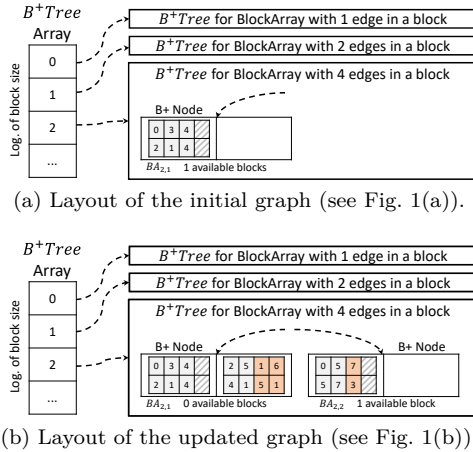 B⁺Tree
Array
Log. of block size
0
1
2
...
B⁺Tree for BlockArray with 1 edge in a block
B⁺Tree for BlockArray with 2 edges in a block
B⁺Tree for BlockArray with 4 edges in a block
B+ Node
0 3 4
2 1 4
BA₂,₁ 1 available blocks
(a) Layout of the initial graph (see Fig. 1(a)).
B⁺Tree
Array
Log. of block size
0
1
2
...
B⁺Tree for BlockArray with 1 edge in a block
B⁺Tree for BlockArray with 2 edges in a block
B⁺Tree for BlockArray with 4 edges in a block
B+ Node B+ Node
0 3 4 2 5 1 6 0 5 7
2 1 4 4 1 5 1 5 7 3
BA₂,₁ 0 available blocks BA₂,₂ 1 available block
(b) Layout of the updated graph (see Fig. 1(b))